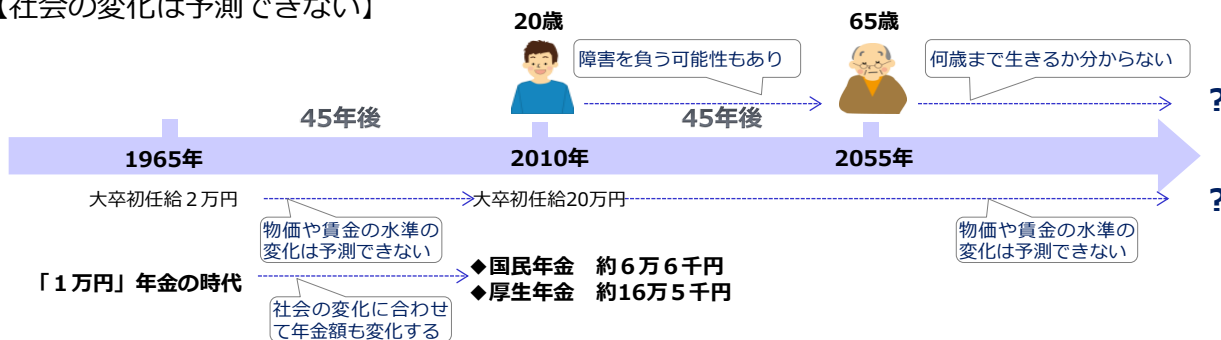 【社会の変化は予測できない】
20歳
65歳
障害を負う可能性もあり
何歳まで生きるか分からない
?
45年後
45年後
1965年
2010年
2055年
大卒初任給２万円
大卒初任給20万円
?
物価や賃金の水準の
変化は予測できない
物価や賃金の水準の
変化は予測できない
「１万円」年金の時代
◆国民年金　約６万６千円
◆厚生年金　約16万５千円
社会の変化に合わせ
て年金額も変化する